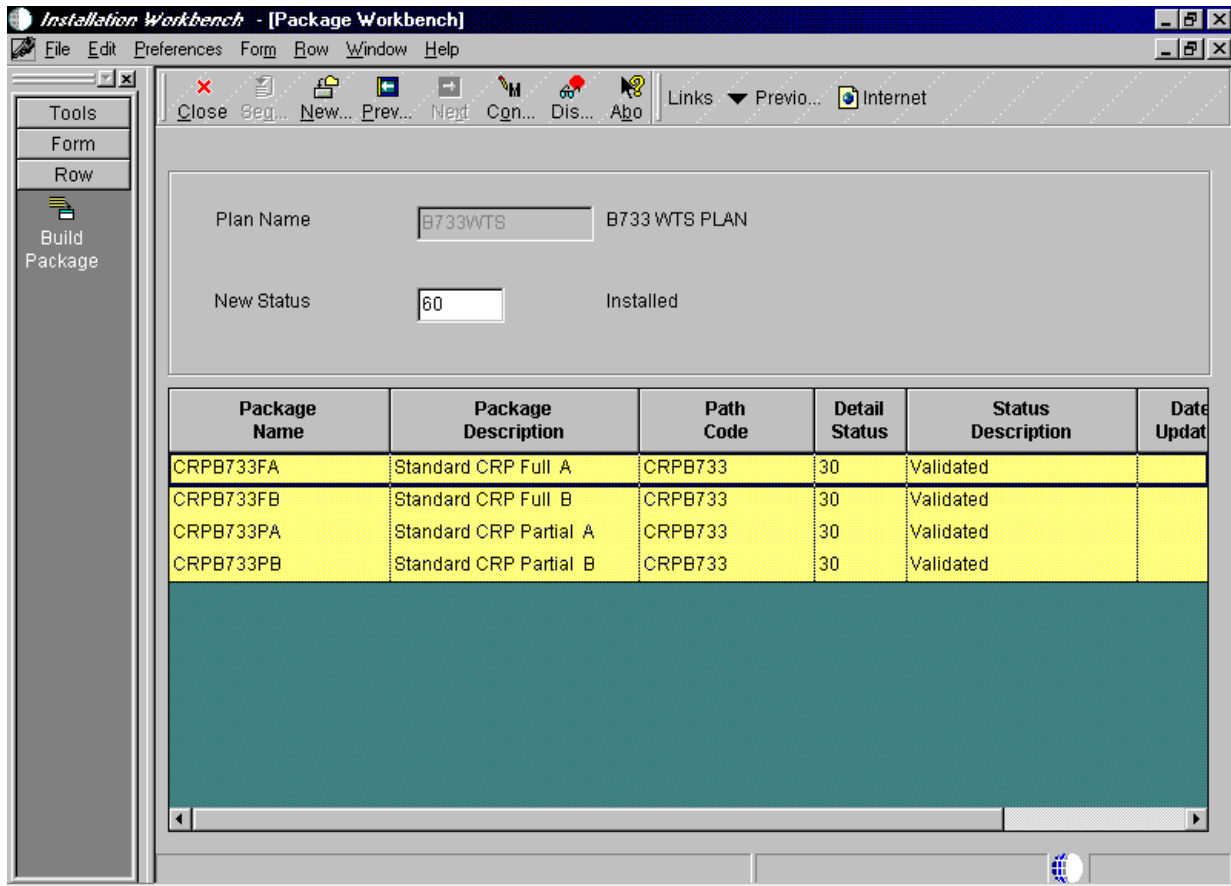 Installation Workbench - [Package Workbench]
File Edit Preferences Form Row Window Help
Close Seq... New... Prev... Next Con... Dis... Abo Links Previo... Internet
Tools
Form
Row
Build
Package
Plan Name B733WTS B733 WTS PLAN
New Status 60 Installed
Package Name Package Description Path Code Detail Status Status Description Date Updat
CRPB733FA Standard CRP Full A CRPB733 30 Validated
CRPB733FB Standard CRP Full B CRPB733 30 Validated
CRPB733PA Standard CRP Partial A CRPB733 30 Validated
CRPB733PB Standard CRP Partial B CRPB733 30 Validated